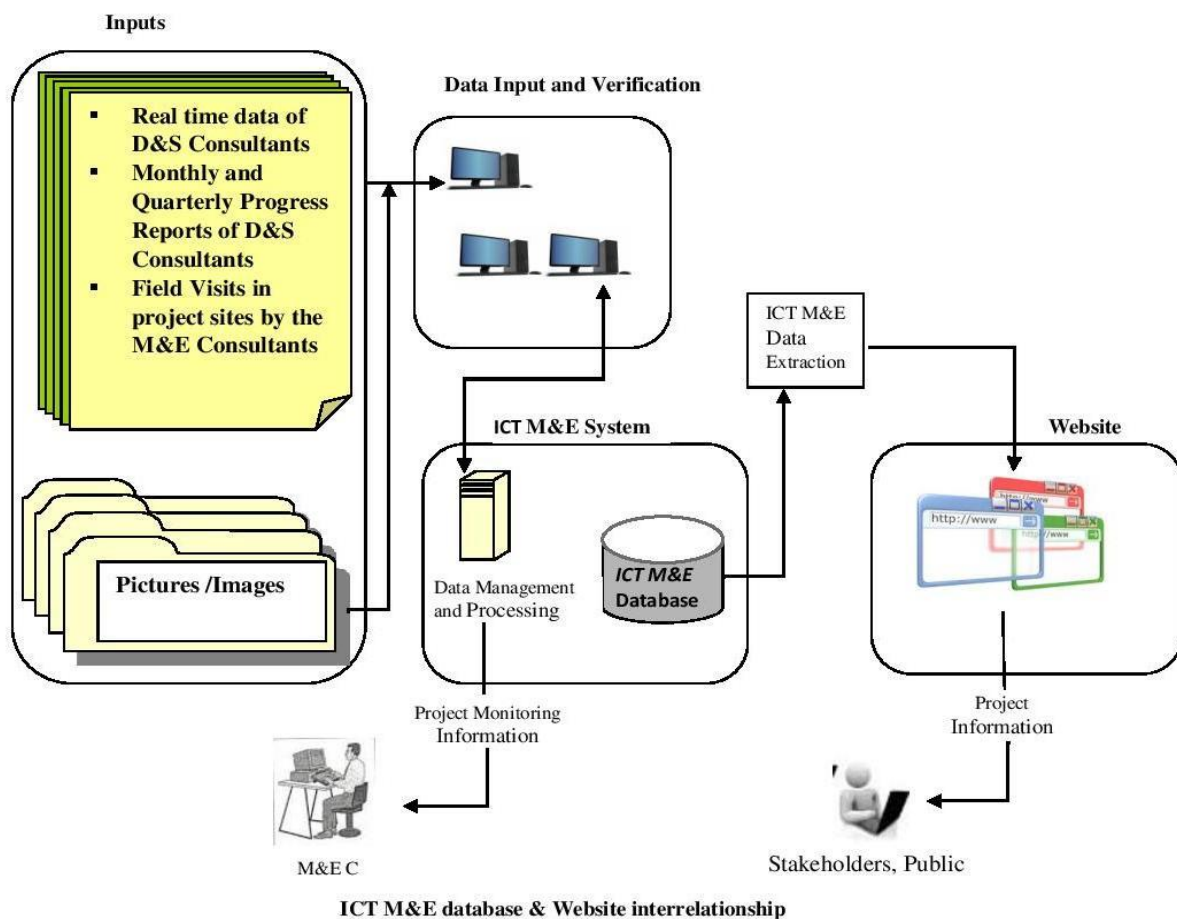 Inputs
▪ Real time data of
D&S Consultants
▪ Monthly and
Quarterly Progress
Reports of D&S
Consultants
▪ Field Visits in
project sites by the
M&E Consultants
Pictures /Images
Data Input and Verification
ICT M&E
Data
Extraction
ICT M&E System
Data Management
and Processing
ICT M&E
Database
Website
http://www
http://www
http://www
Project Monitoring
Information
Project
Information
M&E C
Stakeholders, Public
ICT M&E database & Website interrelationship